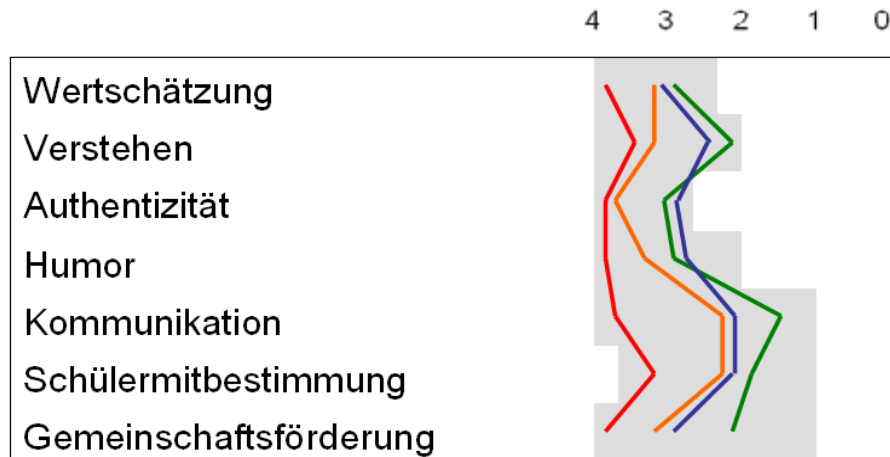 4 3 2 1 0
Wertschätzung
Verstehen
Authentizität
Humor
Kommunikation
Schülermitbestimmung
Gemeinschaftsförderung